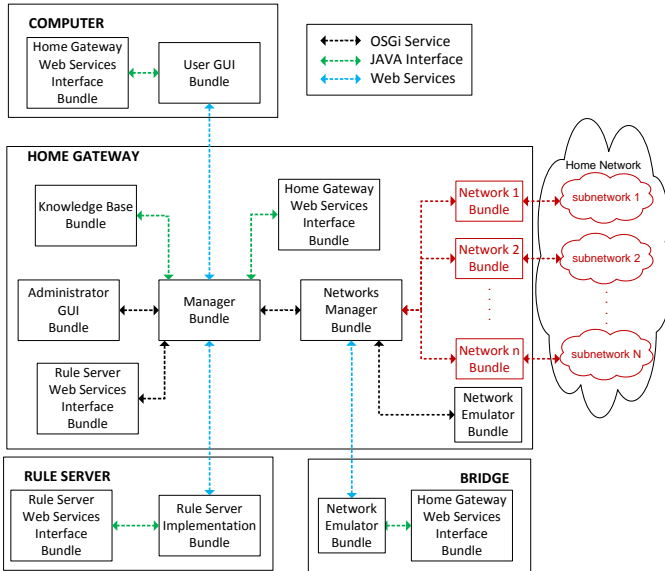 COMPUTER
Home Gateway
Web Services
Interface
Bundle
User GUI
Bundle
OSGi Service
JAVA Interface
Web Services
HOME GATEWAY
Knowledge Base
Bundle
Home Gateway
Web Services
Interface
Bundle
Network 1
Bundle
Network 2
Bundle
. . . .
Network n
Bundle
Home Network
subnetwork 1
subnetwork 2
. . . .
subnetwork N
Administrator
GUI
Bundle
Manager
Bundle
Networks
Manager
Bundle
Rule Server
Web Services
Interface
Bundle
Network
Emulator
Bundle
RULE SERVER
Rule Server
Web Services
Interface
Bundle
Rule Server
Implementation
Bundle
BRIDGE
Network
Emulator
Bundle
Home Gateway
Web Services
Interface
Bundle